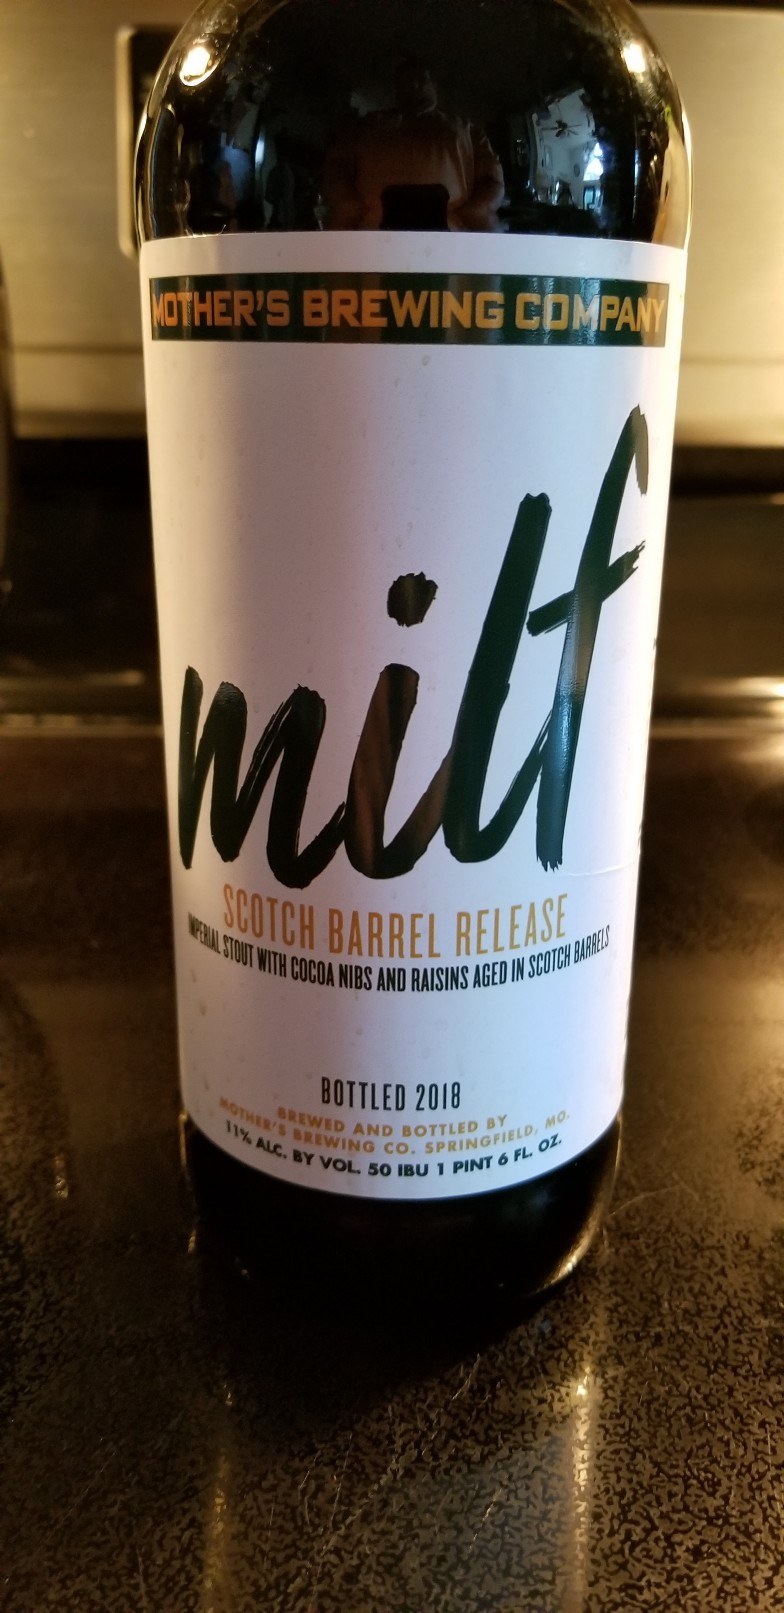 MOTHER'S BREWING COMPANY
milf
SCOTCH BARREL RELEASE
IMPERIAL STOUT WITH COCOA NIBS AND RAISINS AGED IN SCOTCH BARRELS
BOTTLED 2018
BREWED AND BOTTLED BY
MOTHER'S BREWING CO. SPRINGFIELD, MO.
11% ALC. BY VOL. 50 IBU 1 PINT 6 FL. OZ.